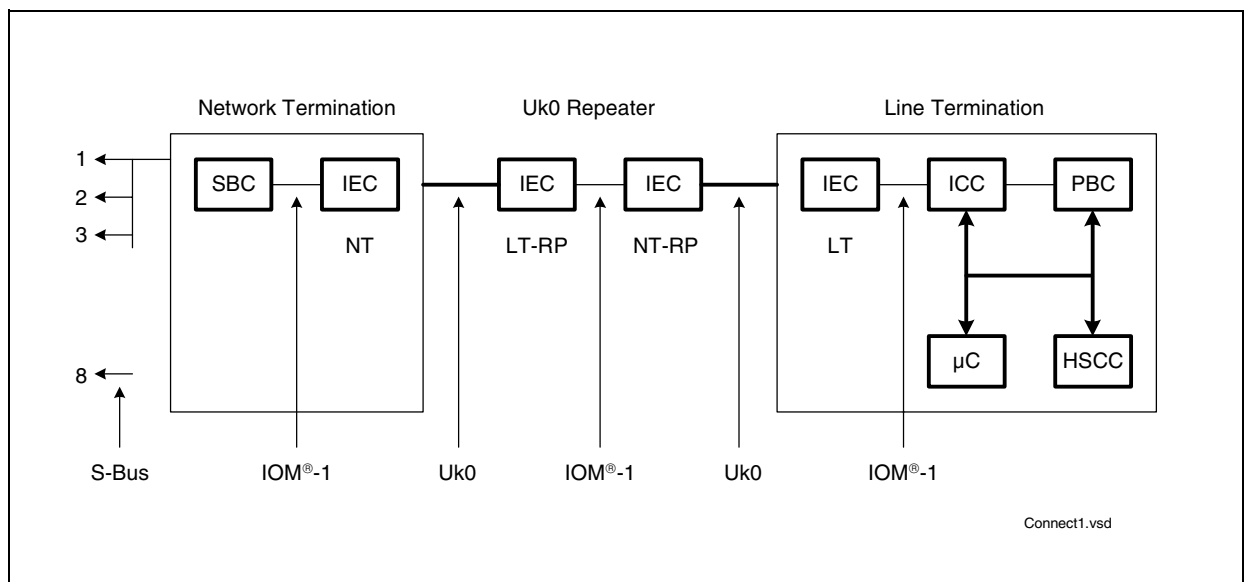 Network Termination
Uk0 Repeater
Line Termination
1
2
3
8
SBC
IEC
IEC
IEC
IEC
ICC
PBC
NT
LT-RP
NT-RP
LT
µC
HSCC
S-Bus
IOM®-1
Uk0
IOM®-1
Uk0
IOM®-1
Connect1.vsd